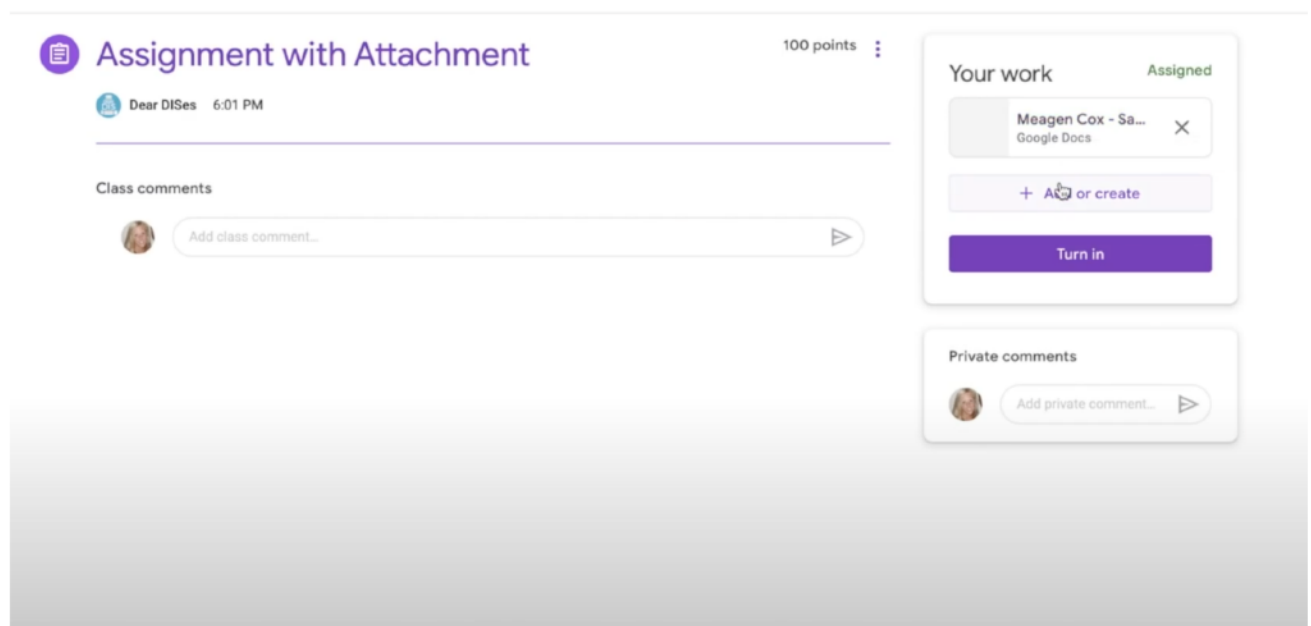 Assignment with Attachment
100 points
Dear DISes 6:01 PM
Class comments
Add class comment...
Your work
Assigned
Meagen Cox - Sa...
Google Docs
+ Add or create
Turn in
Private comments
Add private comment...